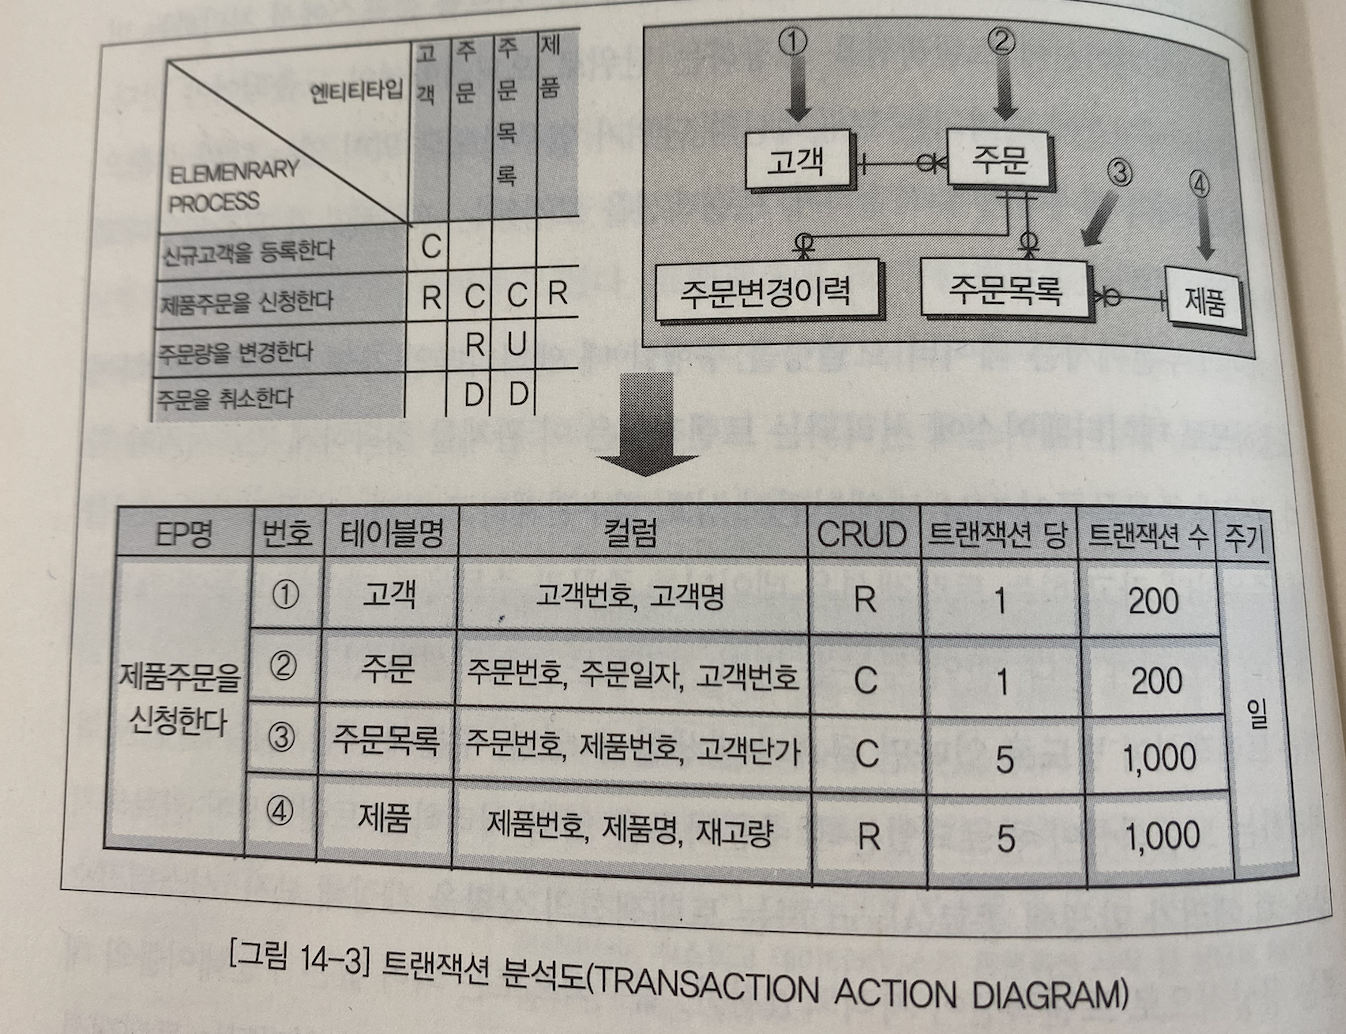 엔티티타입
고객
주문
주문목록
제품
ELEMENRARY
PROCESS
신규고객을 등록한다 C
제품주문을 신청한다 R C C R
주문량을 변경한다 R U
주문을 취소한다 D D
① ②
고객 주문
③ ④
주문변경이력 주문목록 제품
EP명 번호 테이블명 컬럼 CRUD 트랜잭션 당 트랜잭션 수 주기
① 고객 고객번호, 고객명 R 1 200
제품주문을
신청한다
② 주문 주문번호, 주문일자, 고객번호 C 1 200
③ 주문목록 주문번호, 제품번호, 고객단가 C 5 1,000
일
④ 제품 제품번호, 제품명, 재고량 R 5 1,000
[그림 14-3] 트랜잭션 분석도(TRANSACTION ACTION DIAGRAM)